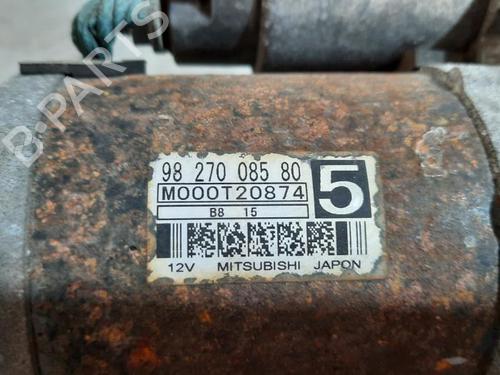 B-PARTS
98 270 085 80
M000T20874
5
B8 15
12V MITSUBISHI JAPON